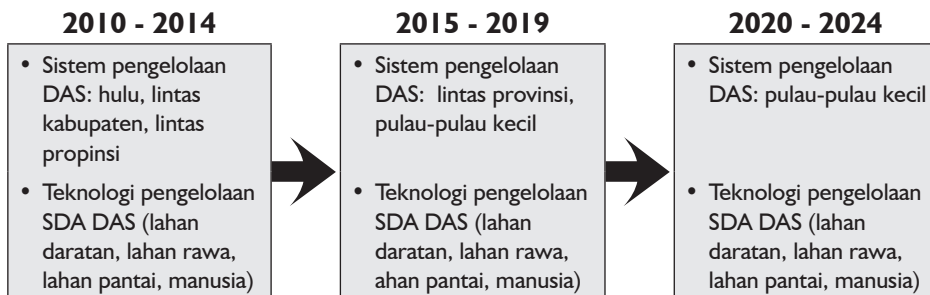 2010 - 2014
• Sistem pengelolaan
DAS: hulu, lintas
kabupaten, lintas
propinsi
• Teknologi pengelolaan
SDA DAS (lahan
daratan, lahan rawa,
lahan pantai, manusia)
2015 - 2019
• Sistem pengelolaan
DAS: lintas provinsi,
pulau-pulau kecil
• Teknologi pengelolaan
SDA DAS (lahan
daratan, lahan rawa,
ahan pantai, manusia)
2020 - 2024
• Sistem pengelolaan
DAS: pulau-pulau kecil
• Teknologi pengelolaan
SDA DAS (lahan
daratan, lahan rawa,
lahan pantai, manusia)